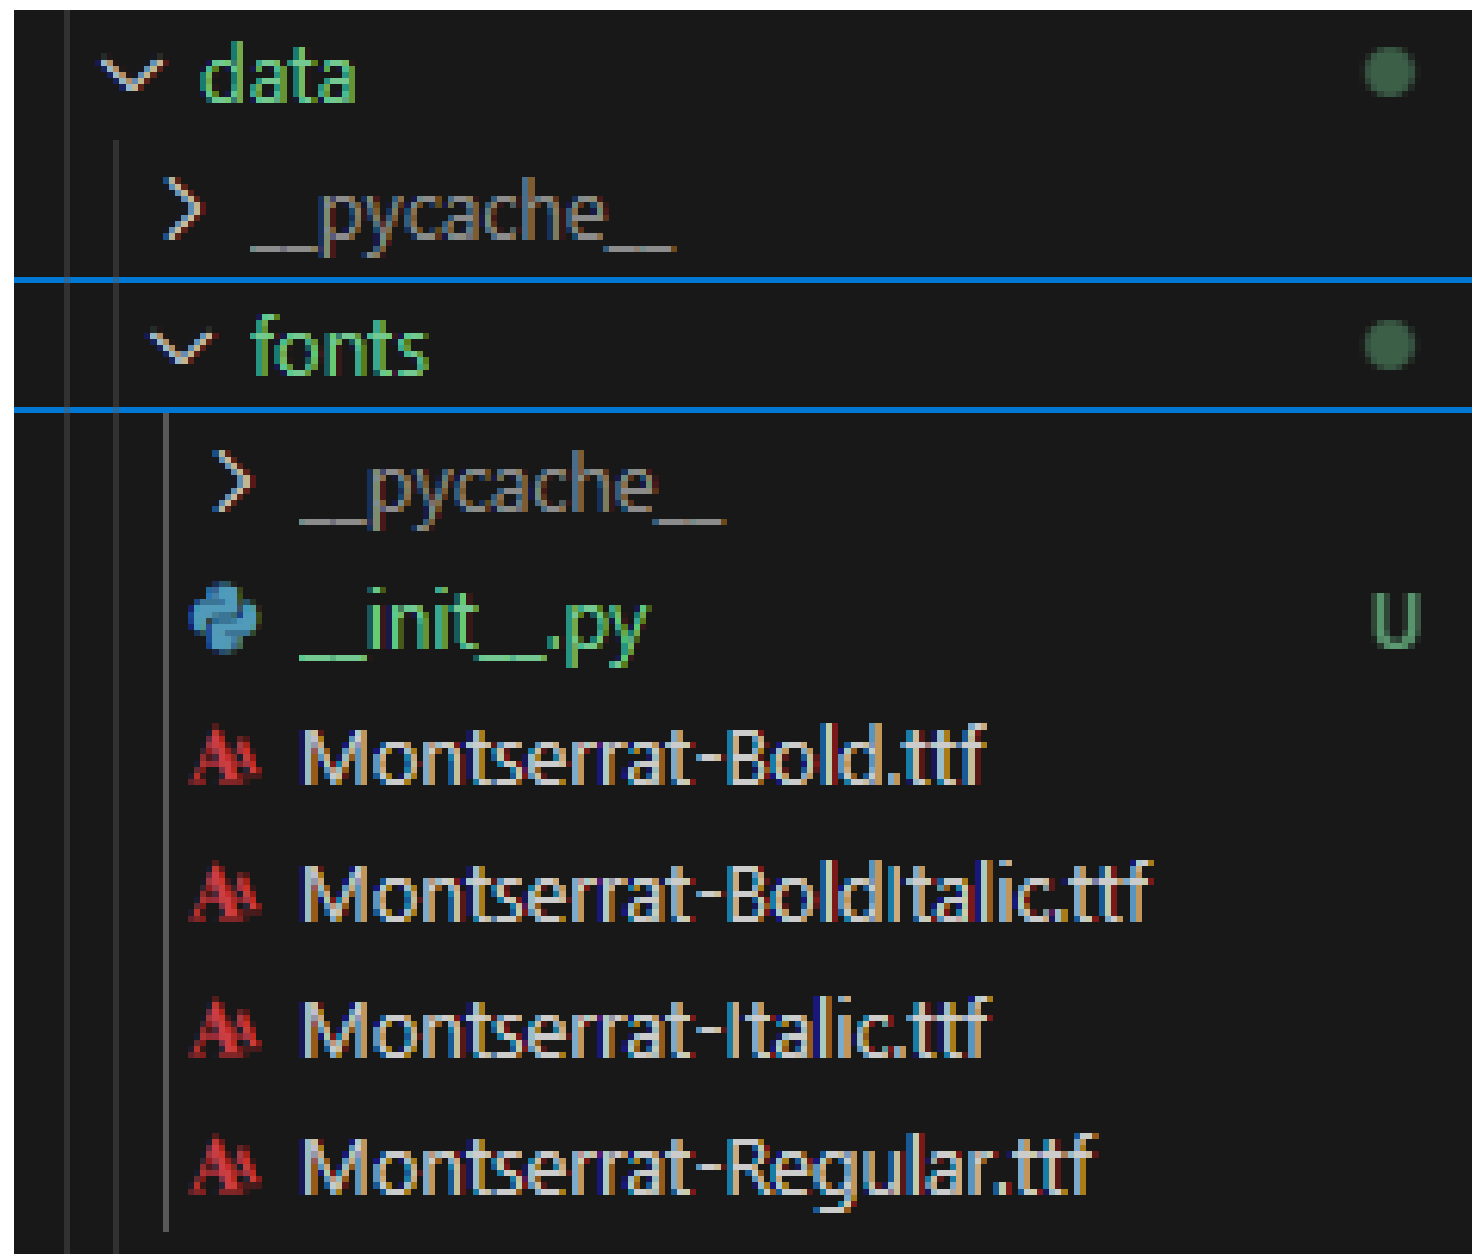 data
__pycache__
fonts
__pycache__
__init__.py U
Montserrat-Bold.ttf
Montserrat-BoldItalic.ttf
Montserrat-Italic.ttf
Montserrat-Regular.ttf